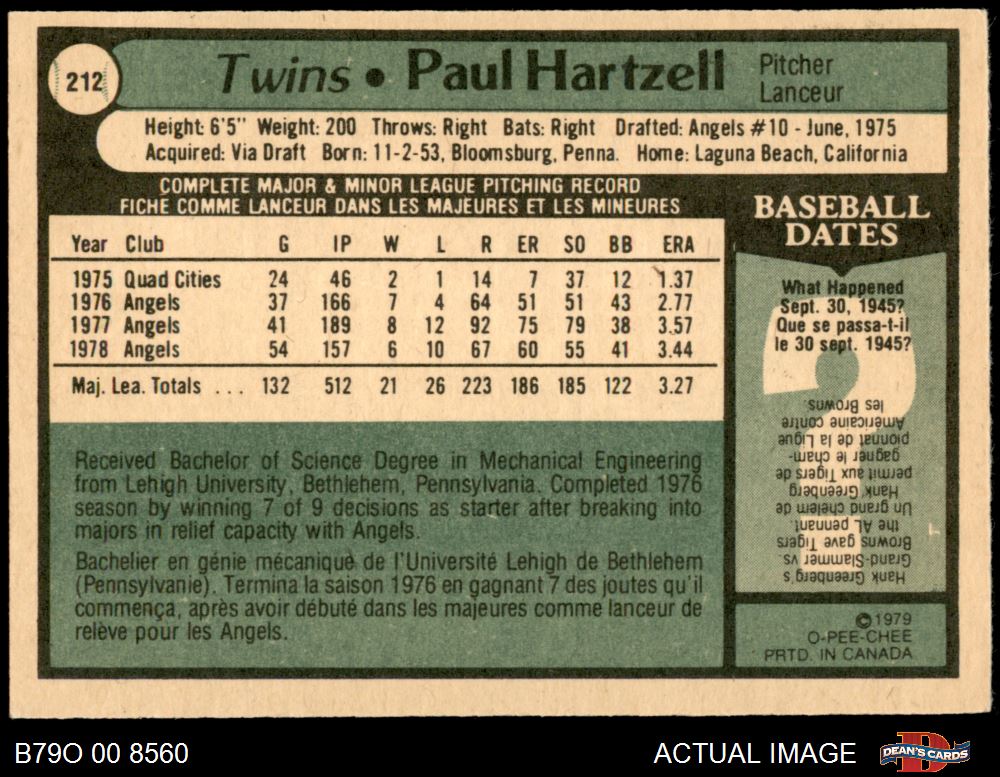 212
Twins • Paul Hartzell
Pitcher
Lanceur
Height: 6'5" Weight: 200 Throws: Right Bats: Right Drafted: Angels #10 - June, 1975
Acquired: Via Draft Born: 11-2-53, Bloomsburg, Penna. Home: Laguna Beach, California
COMPLETE MAJOR & MINOR LEAGUE PITCHING RECORD
FICHE COMME LANCEUR DANS LES MAJEURES ET LES MINEURES
Year Club G IP W L R ER SO BB ERA
1975 Quad Cities 24 46 2 1 14 7 37 12 1.37
1976 Angels 37 166 7 4 64 51 51 43 2.77
1977 Angels 41 189 8 12 92 75 79 38 3.57
1978 Angels 54 157 6 10 67 60 55 41 3.44
Maj. Lea. Totals ... 132 512 21 26 223 186 185 122 3.27
Received Bachelor of Science Degree in Mechanical Engineering
from Lehigh University, Bethlehem, Pennsylvania. Completed 1976
season by winning 7 of 9 decisions as starter after breaking into
majors in relief capacity with Angels.
Bachelier en génie mécanique de l'Université Lehigh de Bethlehem
(Pennsylvanie). Termina la saison 1976 en gagnant 7 des joutes qu'il
commença, après avoir débuté dans les majeures comme lanceur de
relève pour les Angels.
BASEBALL
DATES
What Happened
Sept. 30, 1945?
Que se passa-t-il
le 30 sept. 1945?
Hank Greenberg's
Grand-Slammer vs.
Browns gave Tigers
the AL pennant.
Un grand chelem de
Hank Greenberg,
permit aux Tigers de
gagner le cham-
pionnat de la Ligue
Américaine contre
les Browns.
©1979
O-PEE-CHEE
PRTD. IN CANADA
B79O 00 8560
ACTUAL IMAGE
D
DEAN'S CARDS